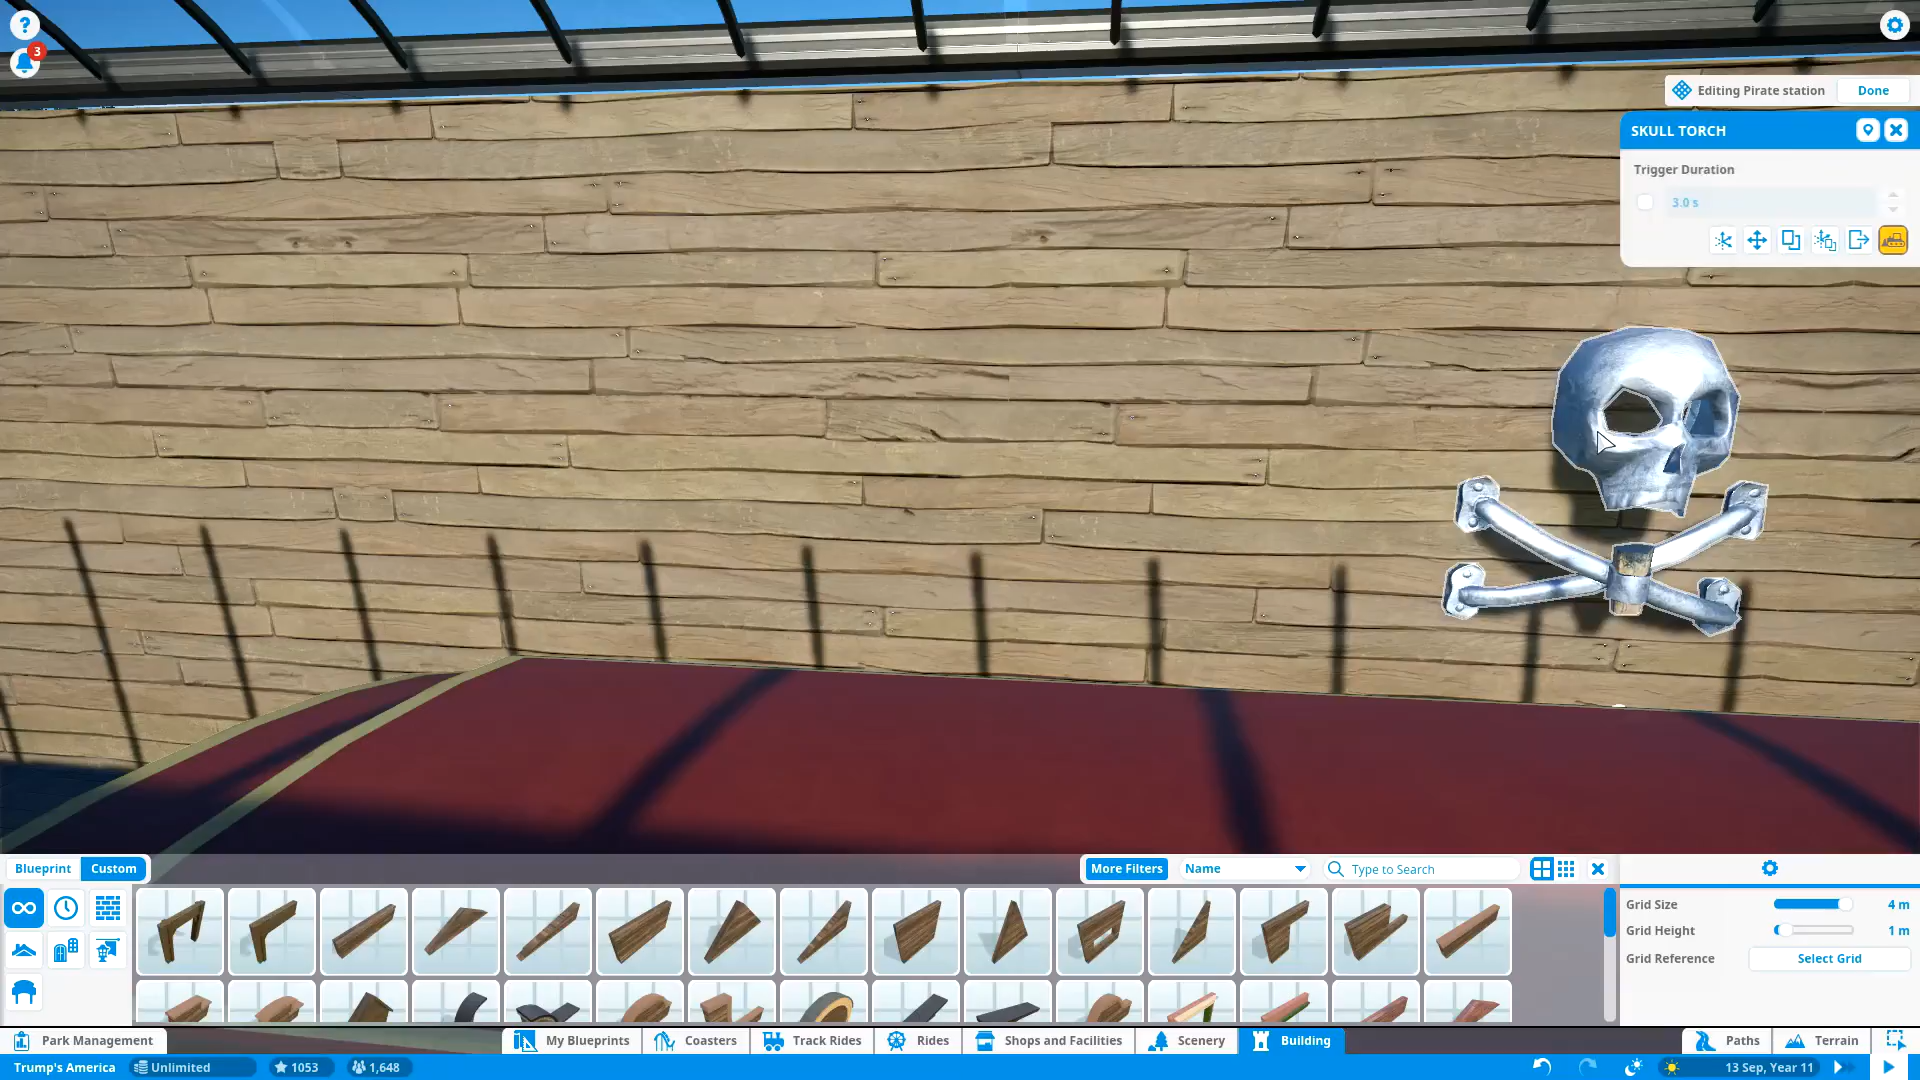 ?
3
Editing Pirate station
Done
SKULL TORCH
Trigger Duration
3.0 s
Blueprint
Custom
More Filters
Name
Type to Search
Grid Size
4 m
Grid Height
1 m
Grid Reference
Select Grid
Park Management
My Blueprints
Coasters
Track Rides
Rides
Shops and Facilities
Scenery
Building
Paths
Terrain
Trump's America
Unlimited
1053
1,648
13 Sep, Year 11